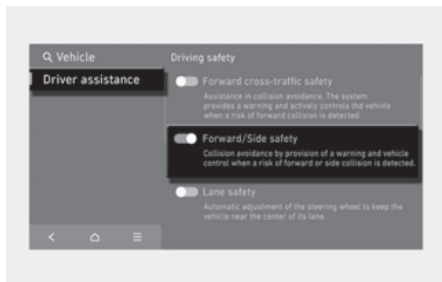 Vehicle
Driver assistance
Driving safety
Forward cross-traffic safety
Assistance in collision avoidance. The system
provides a warning and actively controls thd vehivle
when a risk of forward collision is detected.
Forward/Side safety
Collision avoidance by provision of a warning and vehicle
control when a risk of forward or side collision is detected.
Lane safety
Automatic adjustment of the steering wheel to keep the
vehicle near the center of its lane.